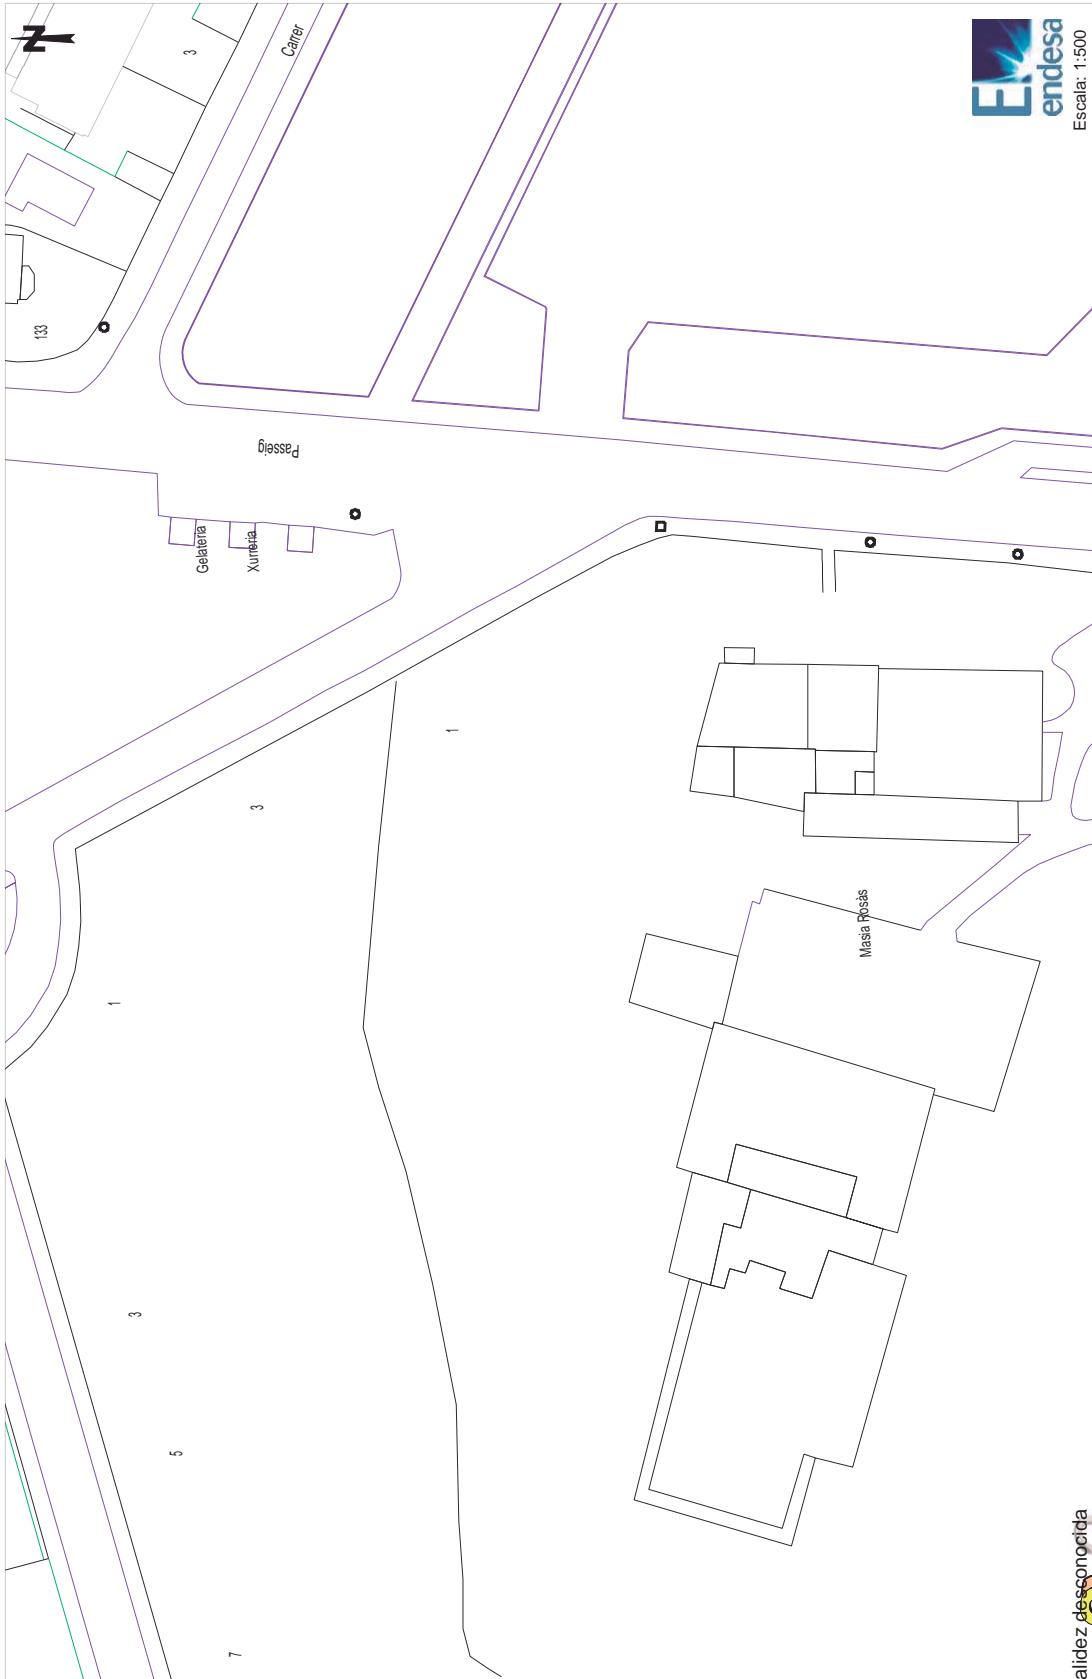 N
3
Carrer
endesa
Escala: 1:500
133
Passeig
Gelateria
Xurreria
1
3
1
Masia Rosàs
3
5
7
alidez desconocida